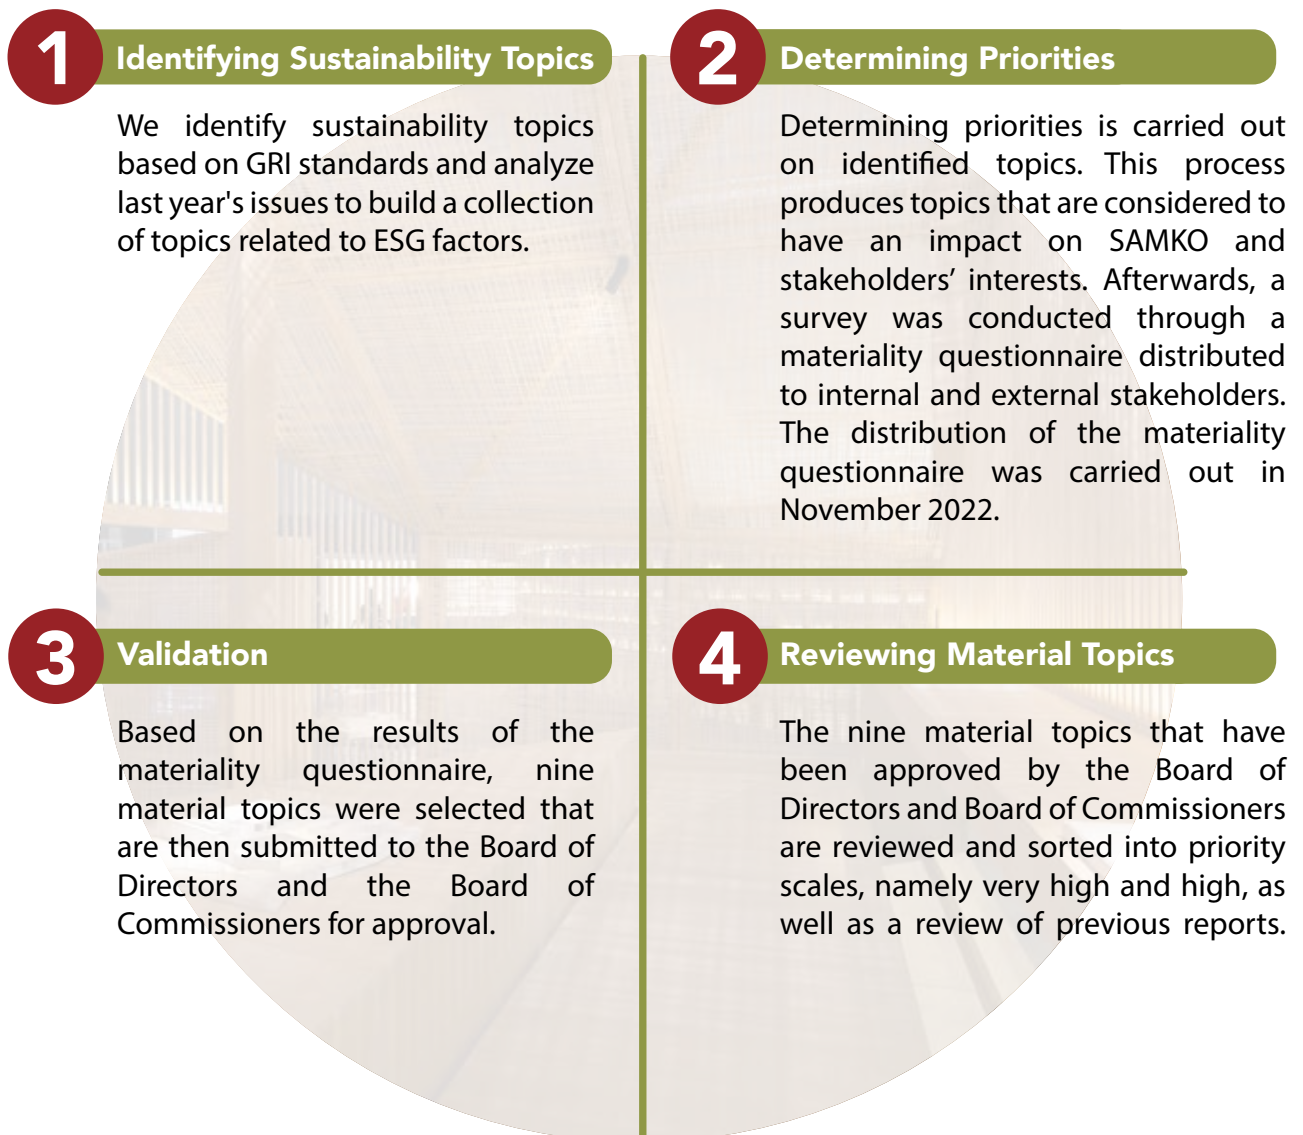 1
Identifying Sustainability Topics
We identify sustainability topics
based on GRI standards and analyze
last year's issues to build a collection
of topics related to ESG factors.
2
Determining Priorities
Determining priorities is carried out
on identified topics. This process
produces topics that are considered to
have an impact on SAMKO and
stakeholders’ interests. Afterwards, a
survey was conducted through a
materiality questionnaire distributed
to internal and external stakeholders.
The distribution of the materiality
questionnaire was carried out in
November 2022.
3
Validation
Based on the results of the
materiality questionnaire, nine
material topics were selected that
are then submitted to the Board of
Directors and the Board of
Commissioners for approval.
4
Reviewing Material Topics
The nine material topics that have
been approved by the Board of
Directors and Board of Commissioners
are reviewed and sorted into priority
scales, namely very high and high, as
well as a review of previous reports.